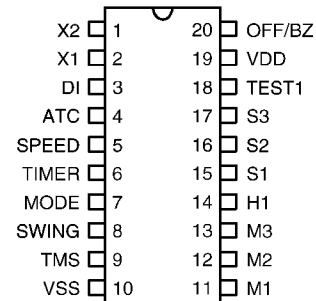 X2 1 20 OFF/BZ
X1 2 19 VDD
DI 3 18 TEST1
ATC 4 17 S3
SPEED 5 16 S2
TIMER 6 15 S1
MODE 7 14 H1
SWING 8 13 M3
TMS 9 12 M2
VSS 10 11 M1